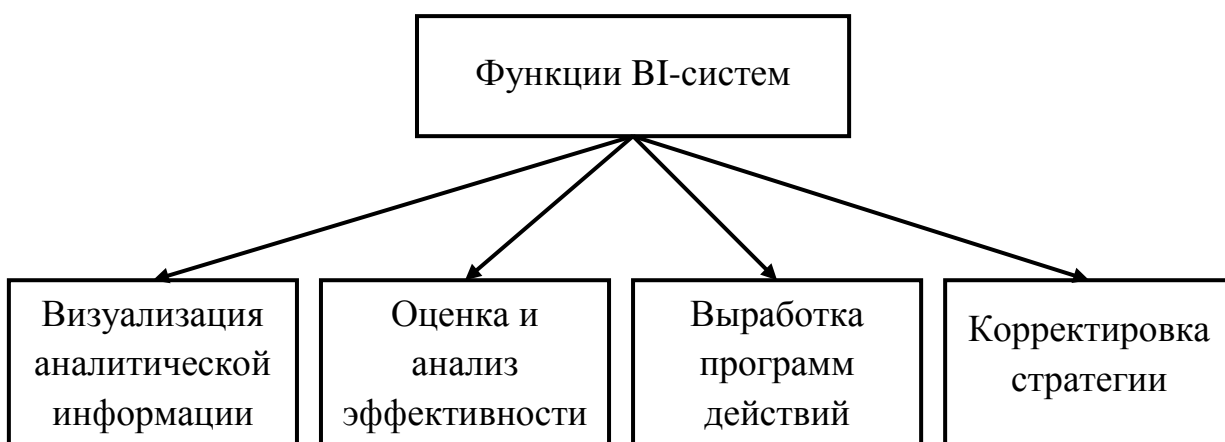 Функции BI-систем
Визуализация
аналитической
информации
Оценка и
анализ
эффективности
Выработка
программ
действий
Корректировка
стратегии